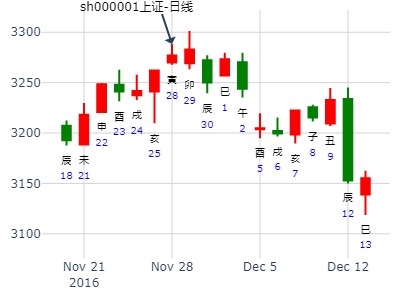 sh000001上证-日线
3300
3250
3200
3150
3100
辰
18
未
21
申
22
酉
23
戌
24
亥
25
寅
28
卯
29
辰
30
巳
1
午
2
酉
5
戌
6
亥
7
子
8
丑
9
辰
12
巳
13
Nov 21
2016
Nov 28
Dec 5
Dec 12